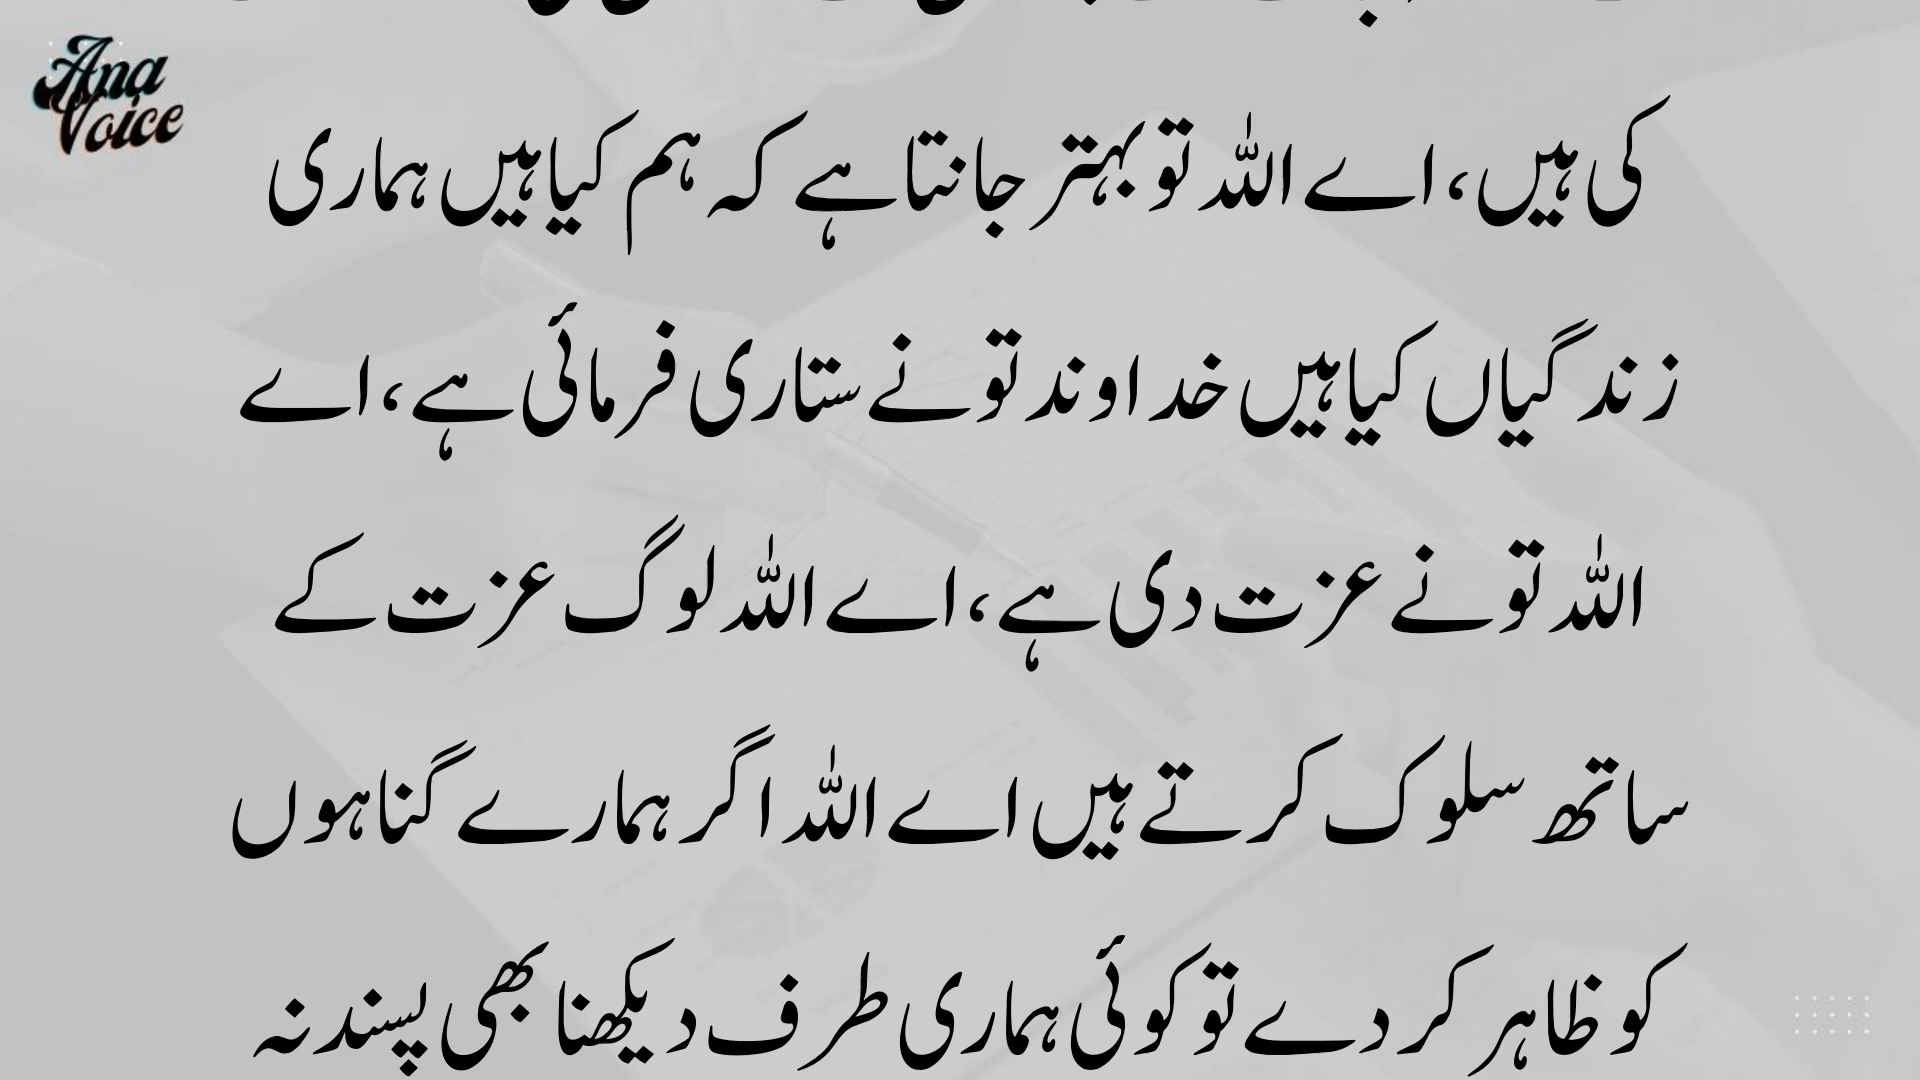 Ana
Voice
کی ہیں، اے اللہ تو بہتر جانتا ہے کہ ہم کیا ہیں ہماری
زندگیاں کیا ہیں خداوند تو نے ستاری فرمائی ہے، اے
اللہ تو نے عزت دی ہے، اے اللہ لوگ عزت کے
ساتھ سلوک کرتے ہیں اے اللہ اگر ہمارے گناہوں
کو ظاہر کر دے تو کوئی ہماری طرف دیکھنا بھی پسند نہ